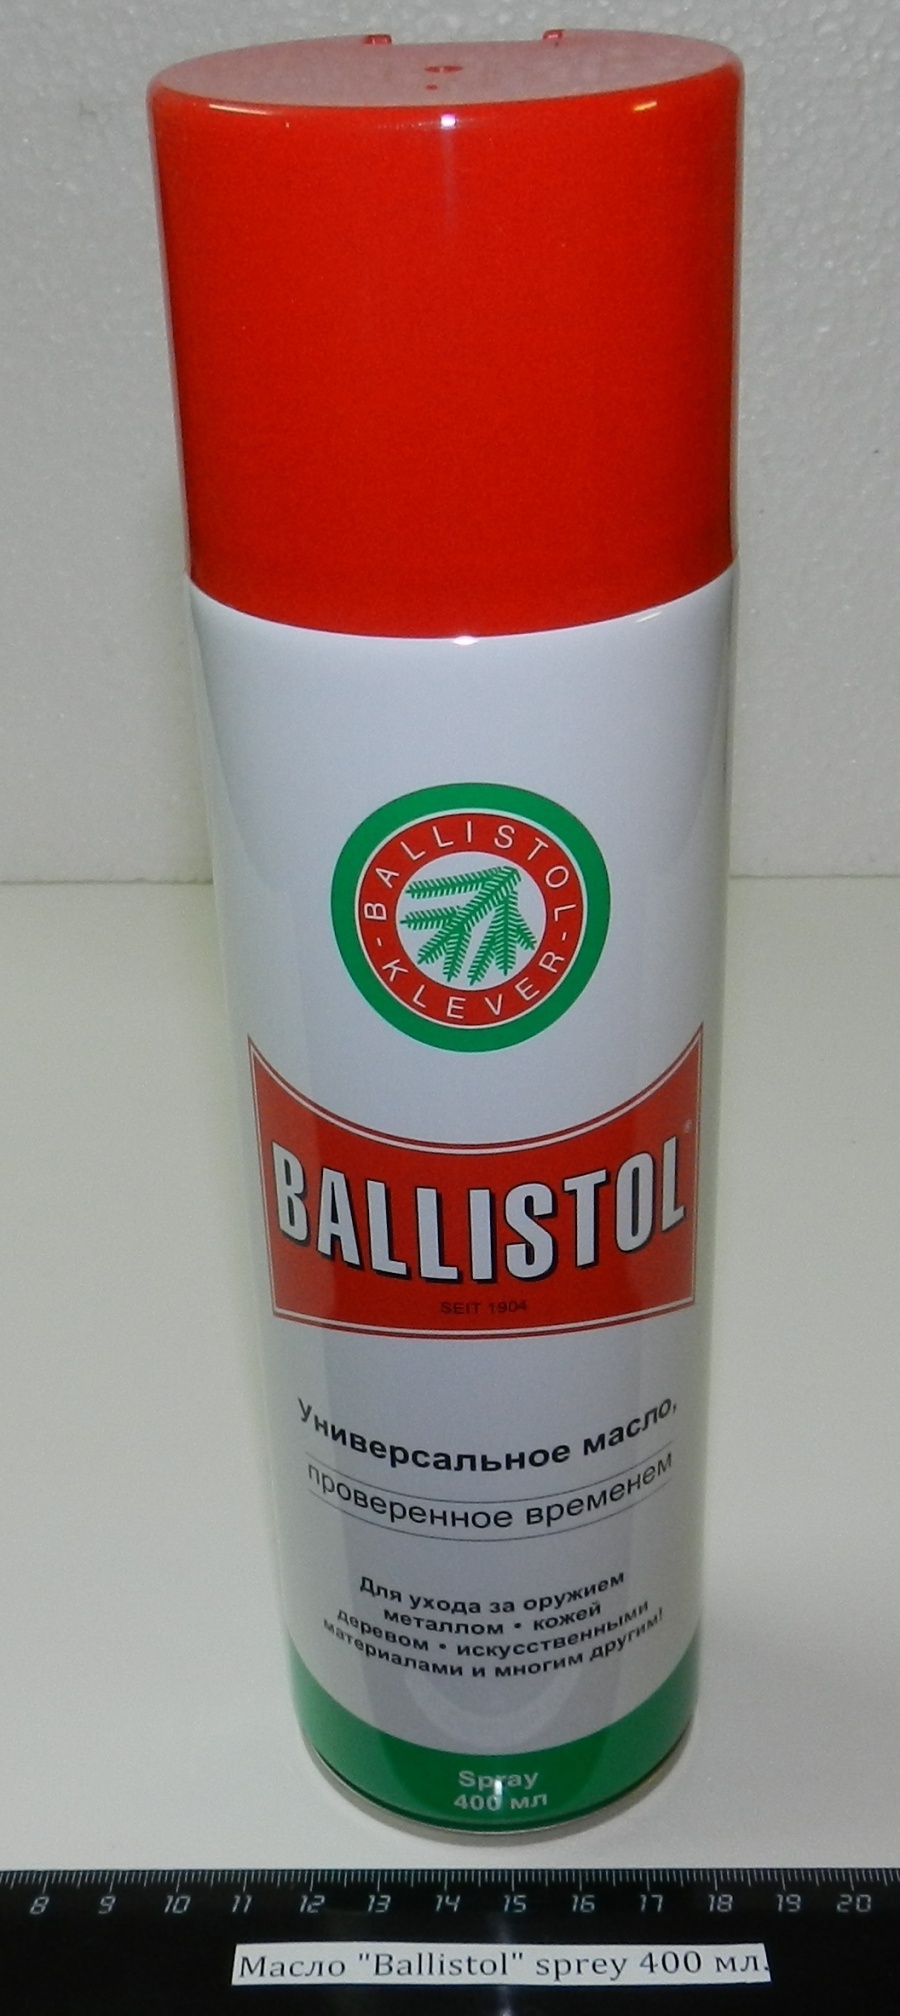 BALLISTOL
- KLEVER -
BALLISTOL®
SEIT 1904
Универсальное масло,
проверенное временем
Для ухода за оружием
металлом • кожей
деревом • искусственными
материалами и многим другим!
Spray
400 мл
8 9 10 11 12 13 14 15 16 17 18 19 20
Масло "Ballistol" sprey 400 мл.